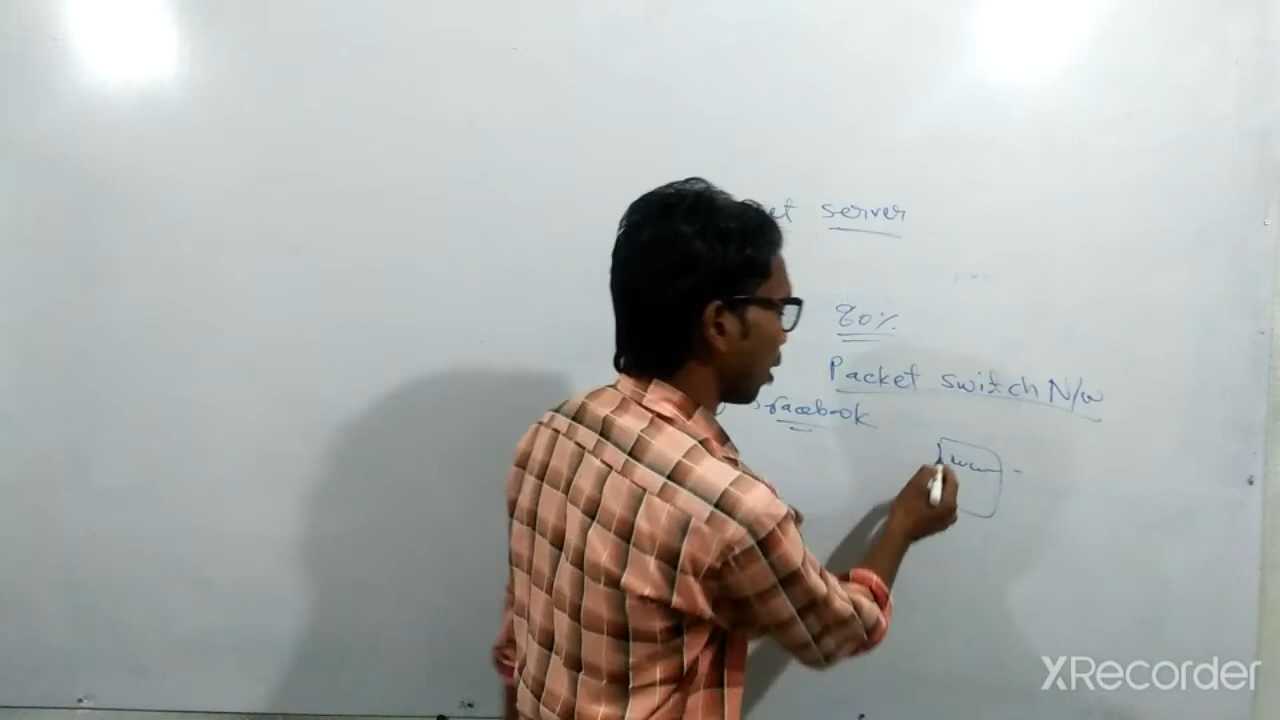 server
80%
Packet switch N/w
facebook
XRecorder